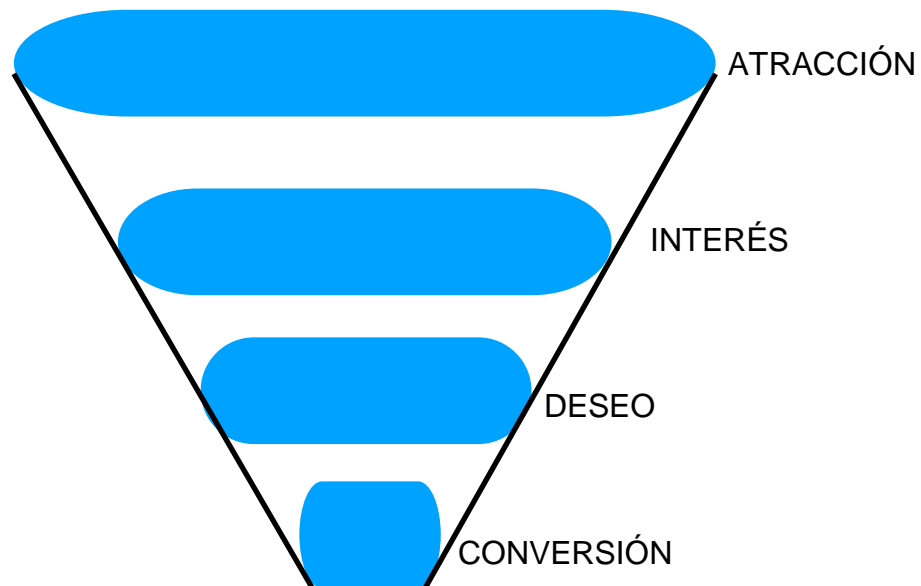 ATRACCIÓN
INTERÉS
DESEO
CONVERSIÓN